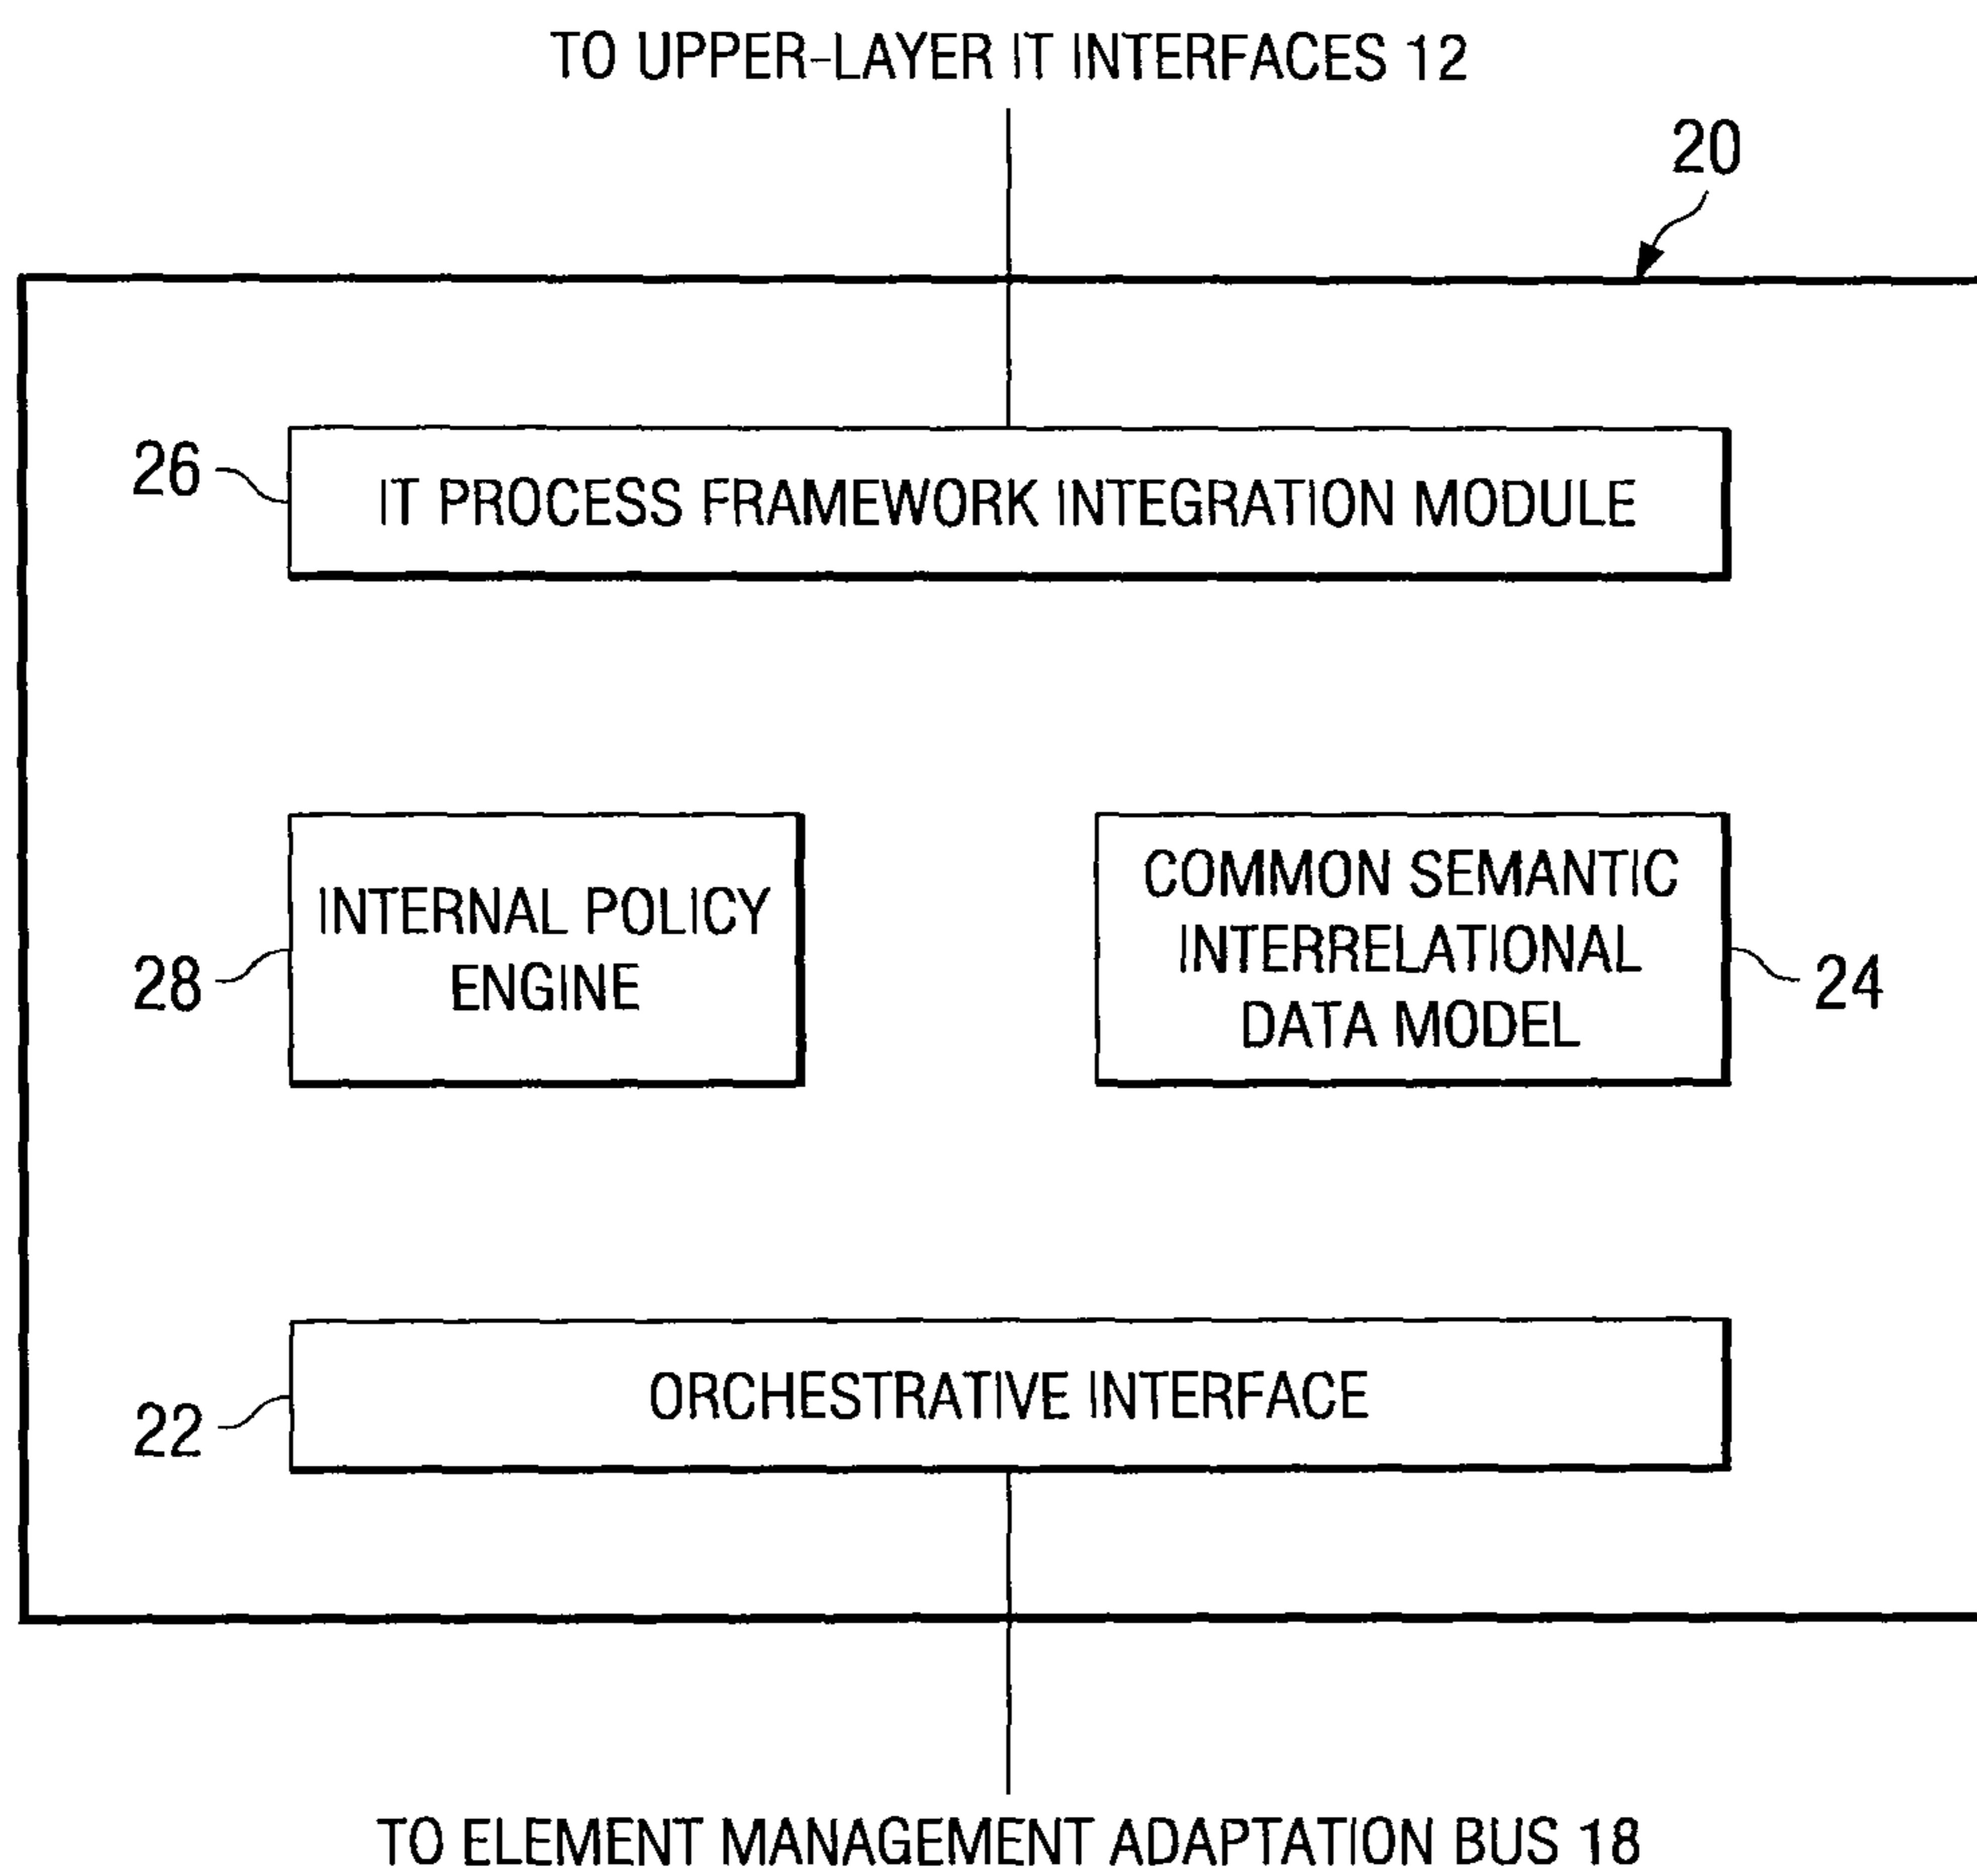 TO UPPER-LAYER IT INTERFACES 12
20
26
IT PROCESS FRAMEWORK INTEGRATION MODULE
INTERNAL POLICY
ENGINE
28
COMMON SEMANTIC
INTERRELATIONAL
DATA MODEL
24
ORCHESTRATIVE INTERFACE
22
TO ELEMENT MANAGEMENT ADAPTATION BUS 18